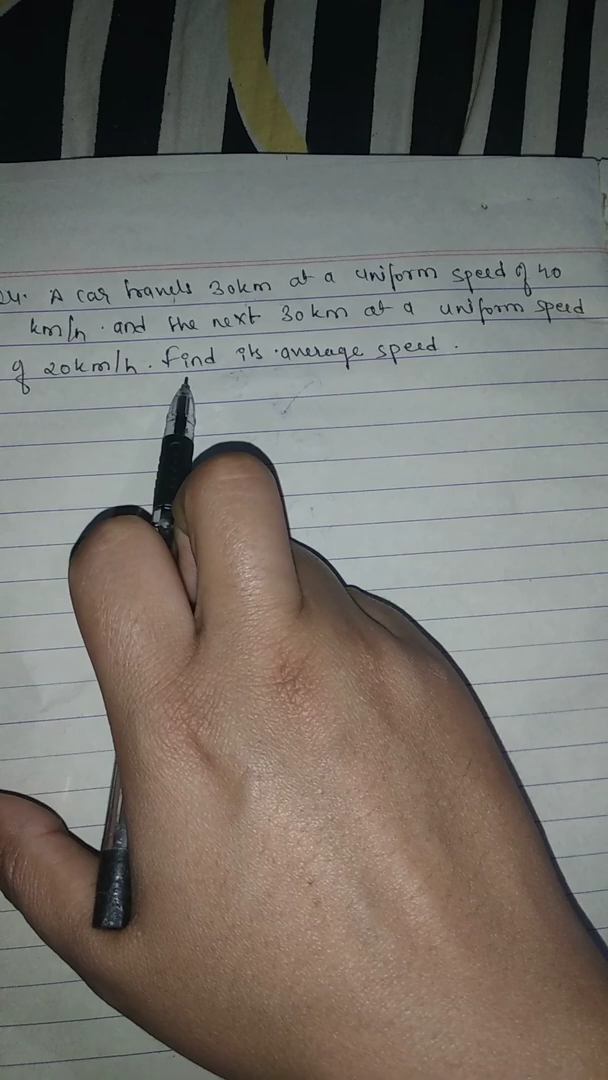 24. A car travels 30km at a uniform speed of 40
km/h. and the next 30km at a uniform speed
of 20km/h. find its average speed.